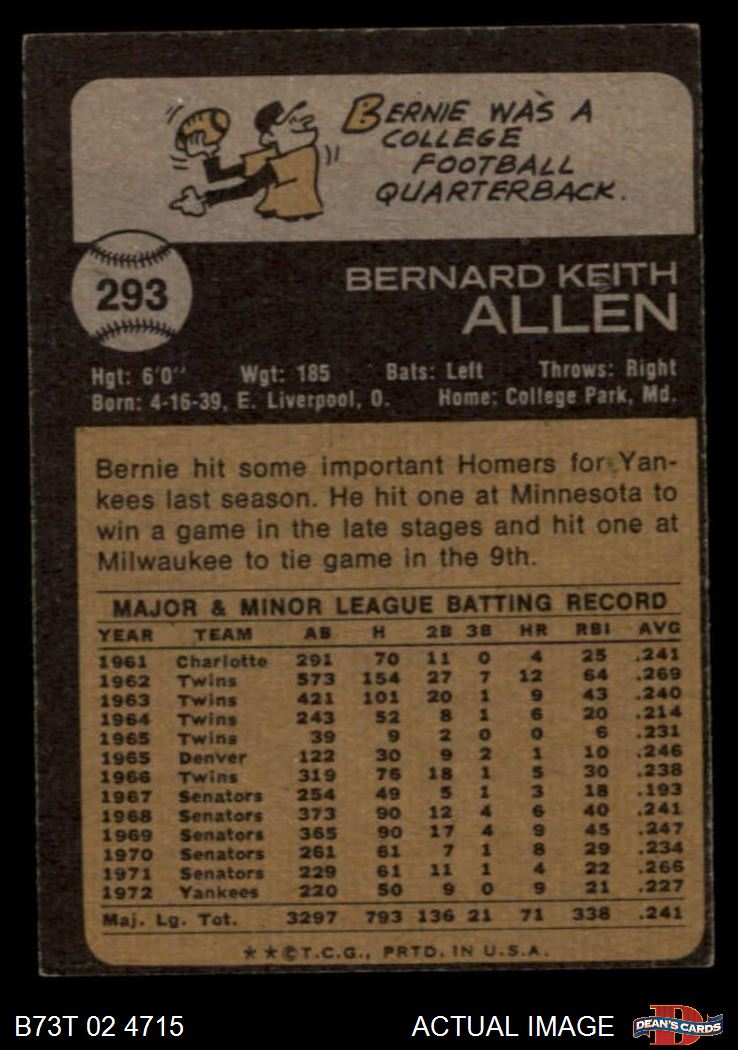 BERNIE WAS A
COLLEGE
FOOTBALL
QUARTERBACK.
293
BERNARD KEITH
ALLEN
Hgt: 6'0" Wgt: 185 Bats: Left Throws: Right
Born: 4-16-39, E. Liverpool, O. Home: College Park, Md.
Bernie hit some important Homers for Yan-
kees last season. He hit one at Minnesota to
win a game in the late stages and hit one at
Milwaukee to tie game in the 9th.
MAJOR & MINOR LEAGUE BATTING RECORD
YEAR TEAM AB H 2B 3B HR RBI AVG
1961 Charlotte 291 70 11 0 4 25 .241
1962 Twins 573 154 27 7 12 64 .269
1963 Twins 421 101 20 1 9 43 .240
1964 Twins 243 52 8 1 6 20 .214
1965 Twins 39 9 2 0 0 6 .231
1965 Denver 122 30 9 2 1 10 .246
1966 Twins 319 76 18 1 5 30 .238
1967 Senators 254 49 5 1 3 18 .193
1968 Senators 373 90 12 4 6 40 .241
1969 Senators 365 90 17 4 9 45 .247
1970 Senators 261 61 7 1 8 29 .234
1971 Senators 229 61 11 1 4 22 .266
1972 Yankees 220 50 9 0 9 21 .227
Maj. Lg. Tot. 3297 793 136 21 71 338 .241
★★©T.C.G., PRTD. IN U.S.A.
B73T 02 4715 ACTUAL IMAGE D DEAN'S CARDS